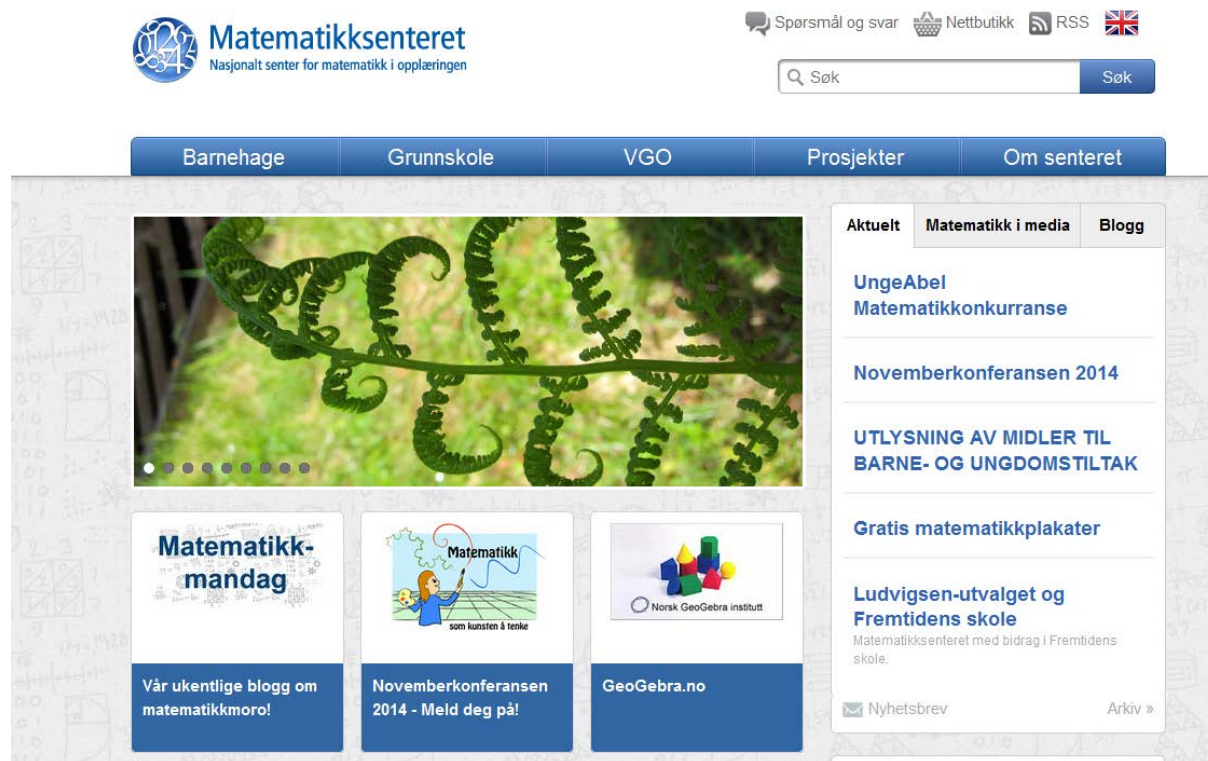 Matematikksenteret
Nasjonalt senter for matematikk i opplæringen
Spørsmål og svar
Nettbutikk
RSS
Søk
Søk
Barnehage
Grunnskole
VGO
Prosjekter
Om senteret
Aktuelt
Matematikk i media
Blogg
UngeAbel
Matematikkonkurranse
Novemberkonferansen 2014
UTLYSNING AV MIDLER TIL
BARNE- OG UNGDOMSTILTAK
Gratis matematikkplakater
Ludvigsen-utvalget og
Fremtidens skole
Matematikksenteret med bidrag i Fremtidens
skole.
Nyhetsbrev
Arkiv »
Matematikk-
mandag
Vår ukentlige blogg om
matematikkmoro!
Matematikk
som kunsten å tenke
Novemberkonferansen
2014 - Meld deg på!
Norsk GeoGebra institutt
GeoGebra.no